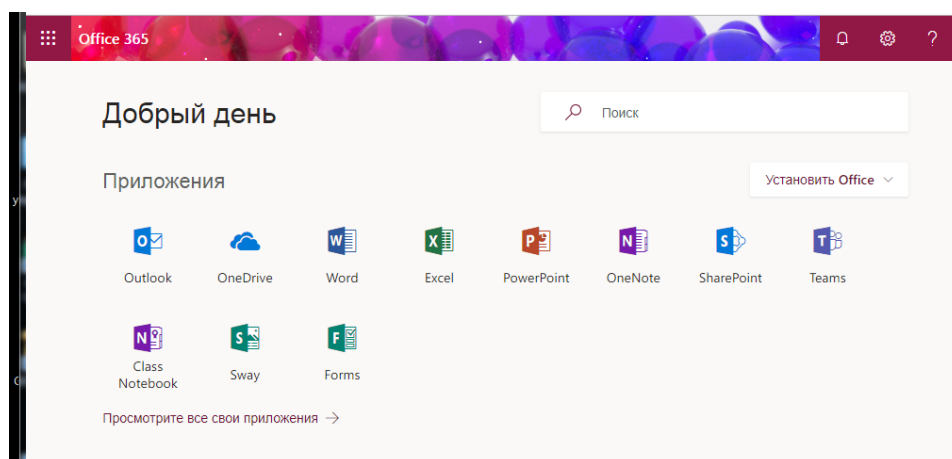 Office 365
?
Добрый день
Поиск
Приложения
Установить Office
Outlook OneDrive Word Excel PowerPoint OneNote SharePoint Teams
Class Notebook Sway Forms
Просмотрите все свои приложения →